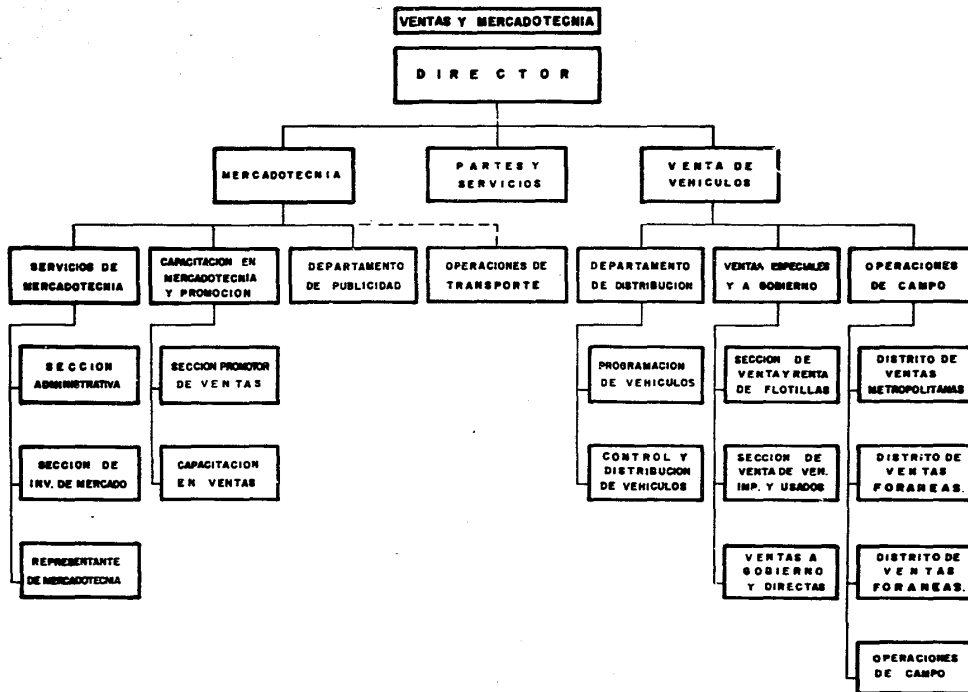 VENTAS Y MERCADOTECNIA
DIRECTOR
MERCADOTECNIA
PARTES Y
SERVICIOS
VENTA DE
VEHICULOS
SERVICIOS DE
MERCADOTECNIA
CAPACITACION EN
MERCADOTECNIA
Y PROMOCION
DEPARTAMENTO
DE PUBLICIDAD
OPERACIONES DE
TRANSPORTE
DEPARTAMENTO
DE DISTRIBUCION
VENTAS ESPECIALES
Y A GOBIERNO
OPERACIONES
DE CAMPO
SECCION
ADMINISTRATIVA
SECCION PROMOTOR
DE VENTAS
PROGRAMACION
DE VEHICULOS
SECCION DE
VENTA Y RENTA
DE FLOTILLAS
DISTRITO DE
VENTAS
METROPOLITANAS
SECCION DE
INV. DE MERCADO
CAPACITACION
EN VENTAS
CONTROL Y
DISTRIBUCION
DE VEHICULOS
SECCION DE
VENTA DE VEH.
IMP. Y USADOS
DISTRITO DE
VENTAS
FORANEAS.
REPRESENTANTE
DE MERCADOTECNIA
VENTAS A
GOBIERNO
Y DIRECTAS
DISTRITO DE
VENTAS
FORANEAS.
OPERACIONES
DE CAMPO